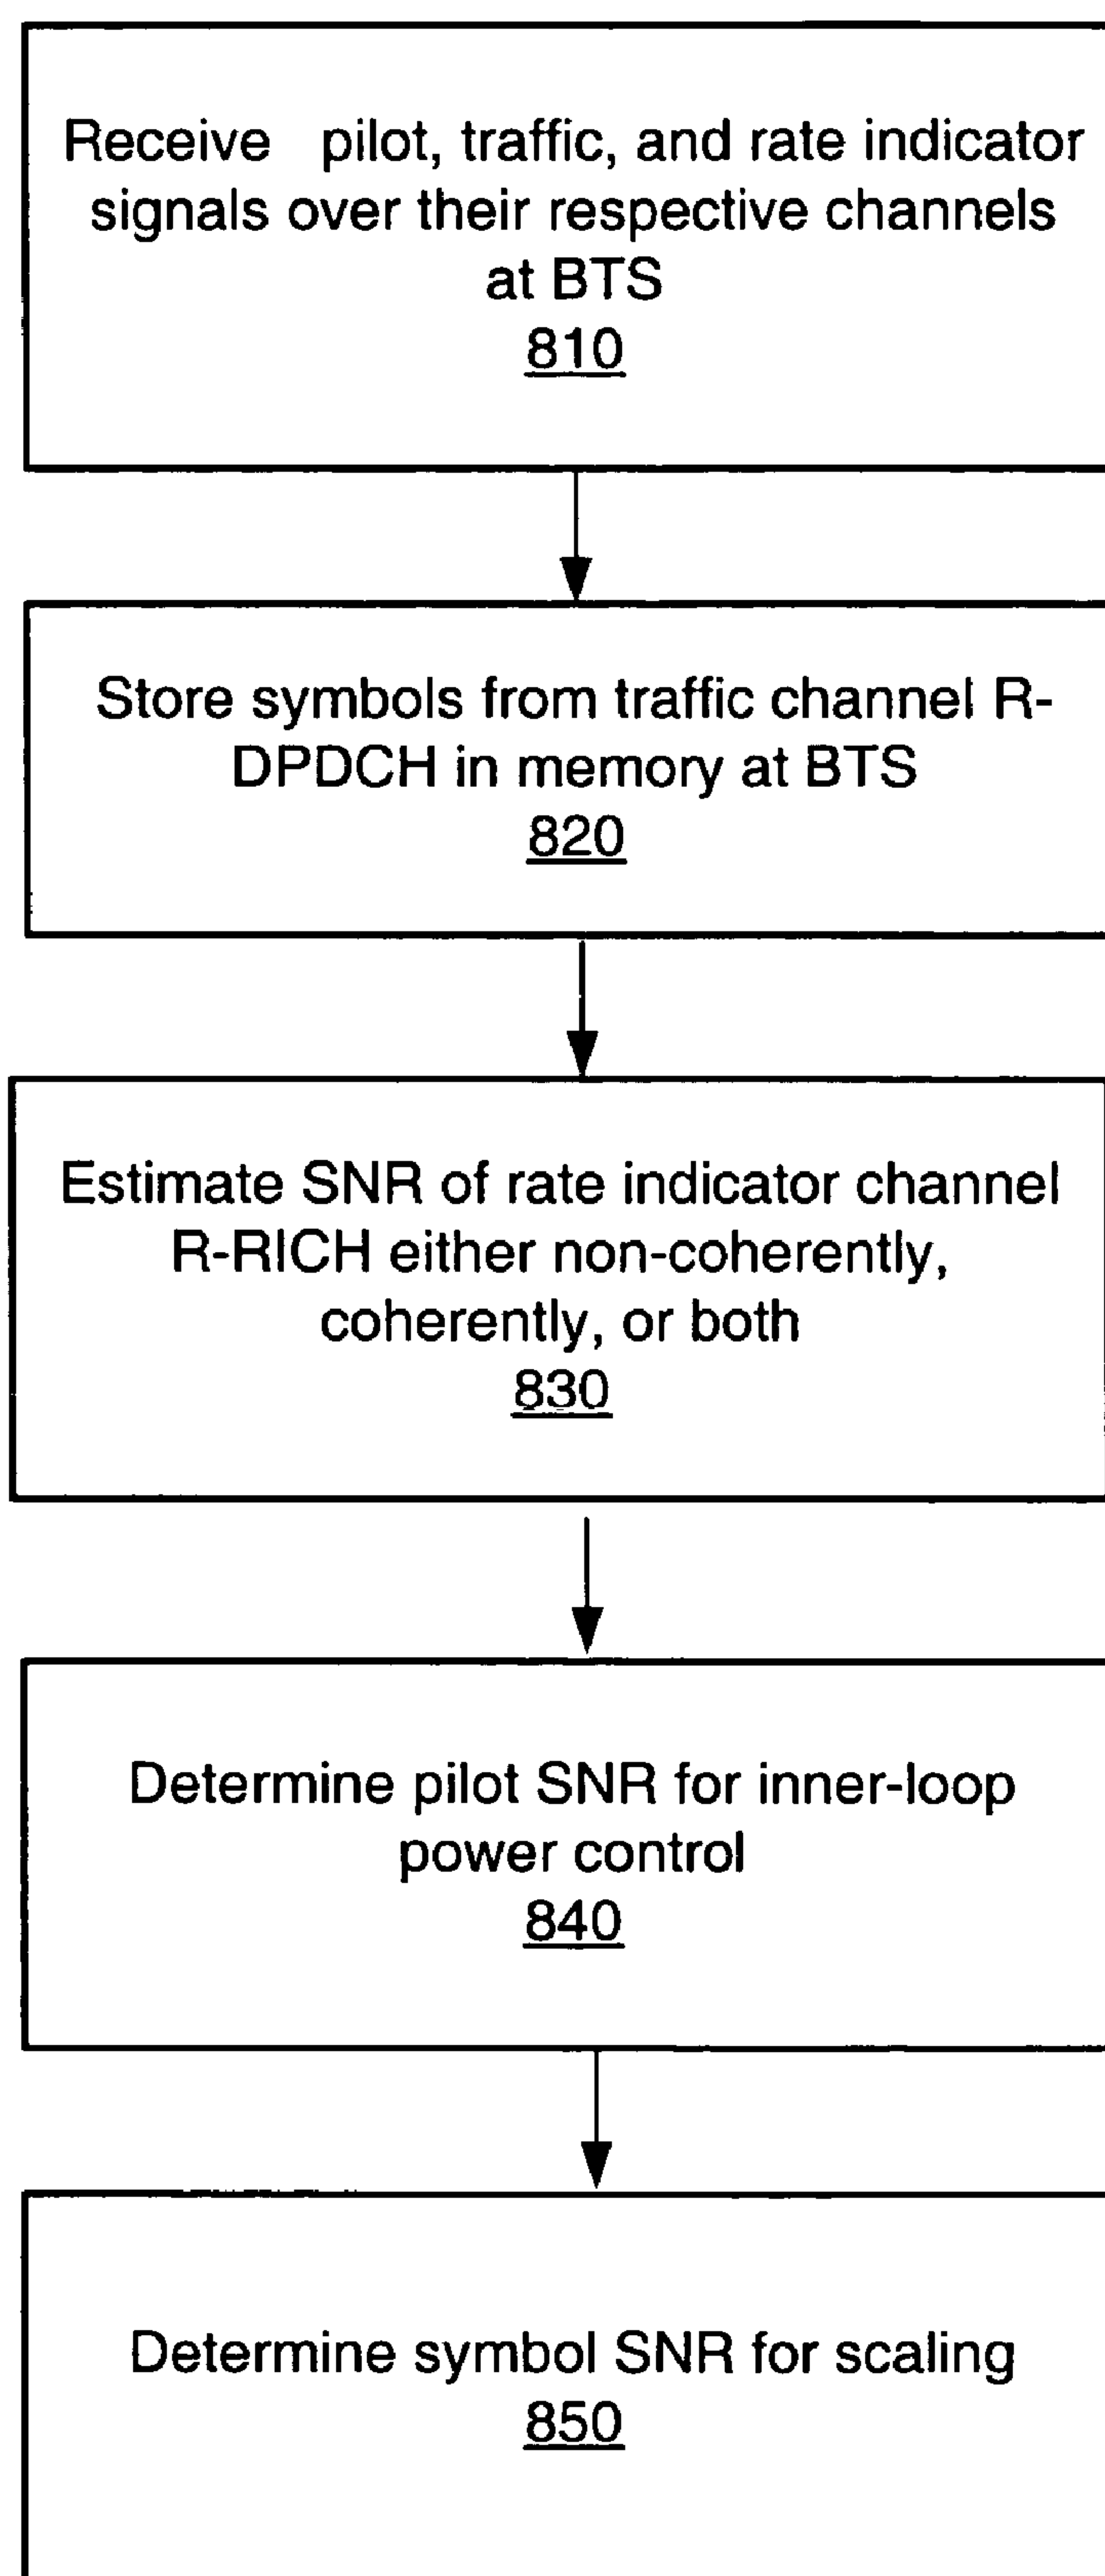 Receive pilot, traffic, and rate indicator
signals over their respective channels
at BTS
810
Store symbols from traffic channel R-
DPDCH in memory at BTS
820
Estimate SNR of rate indicator channel
R-RICH either non-coherently,
coherently, or both
830
Determine pilot SNR for inner-loop
power control
840
Determine symbol SNR for scaling
850